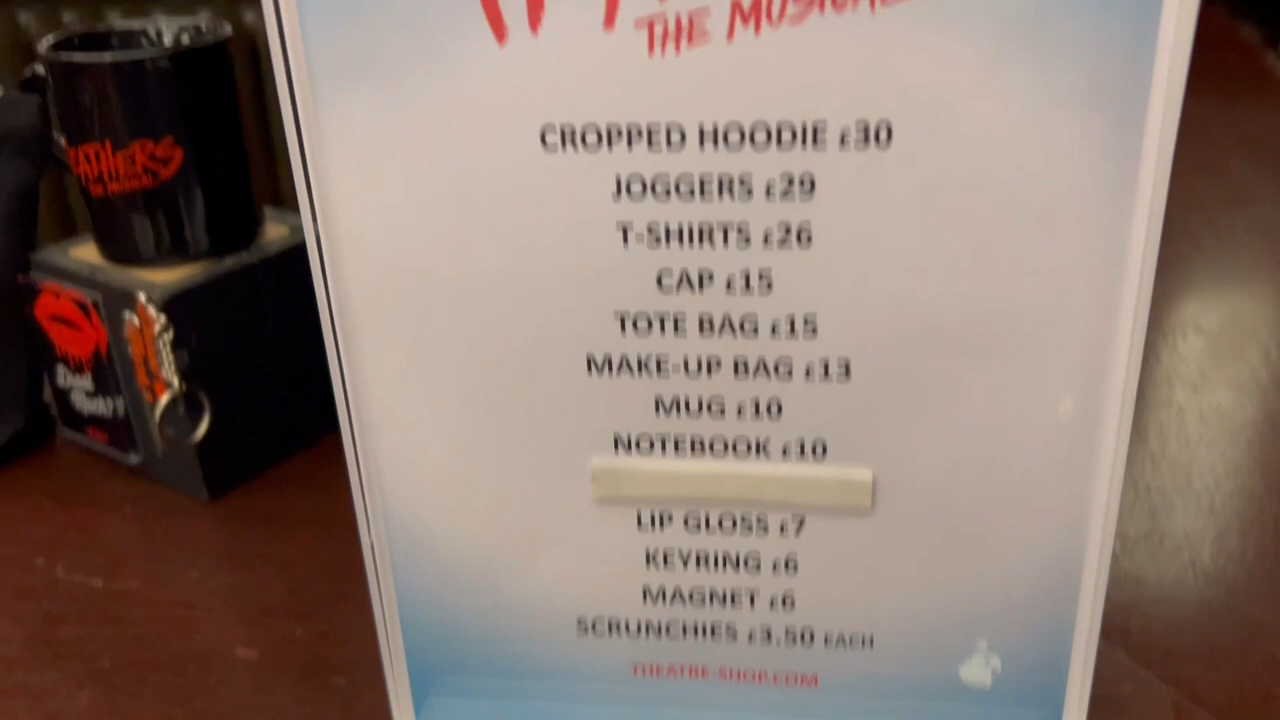 THE MUSICAL
CROPPED HOODIE £30
JOGGERS £29
T-SHIRTS £26
CAP £15
TOTE BAG £15
MAKE-UP BAG £13
MUG £10
NOTEBOOK £10
LIP GLOSS £7
KEYRING £6
MAGNET £6
SCRUNCHIES £3.50 EACH
THEATRE-SHOP.COM